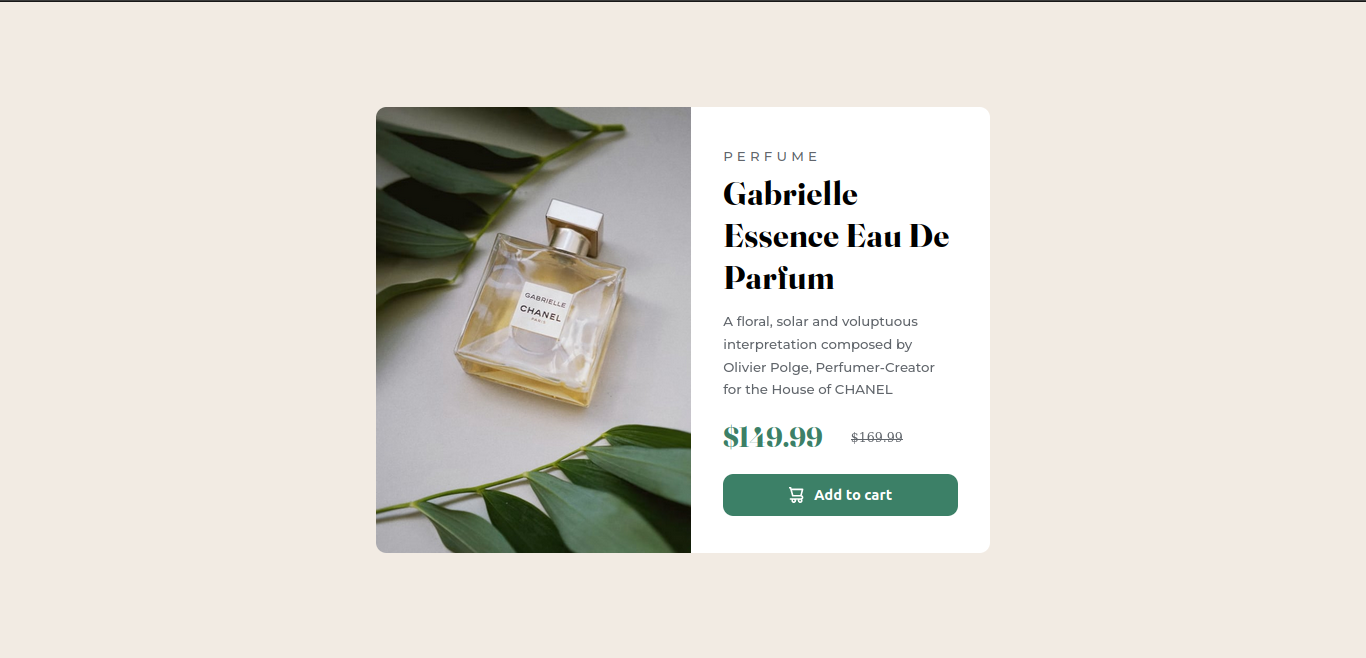 GABRIELLE
CHANEL
PARIS
PERFUME
Gabrielle
Essence Eau De
Parfum
A floral, solar and voluptuous
interpretation composed by
Olivier Polge, Perfumer-Creator
for the House of CHANEL
$149.99 $169.99
Add to cart